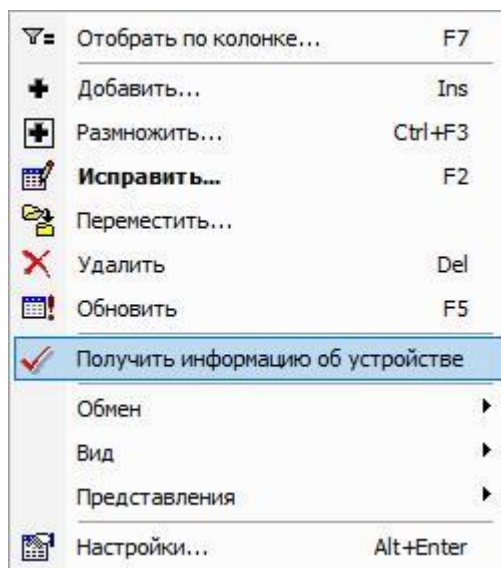 Отобрать по колонке... F7
Добавить... Ins
Размножить... Ctrl+F3
Исправить... F2
Переместить...
Удалить Del
Обновить F5
Получить информацию об устройстве
Обмен
Вид
Представления
Настройки... Alt+Enter